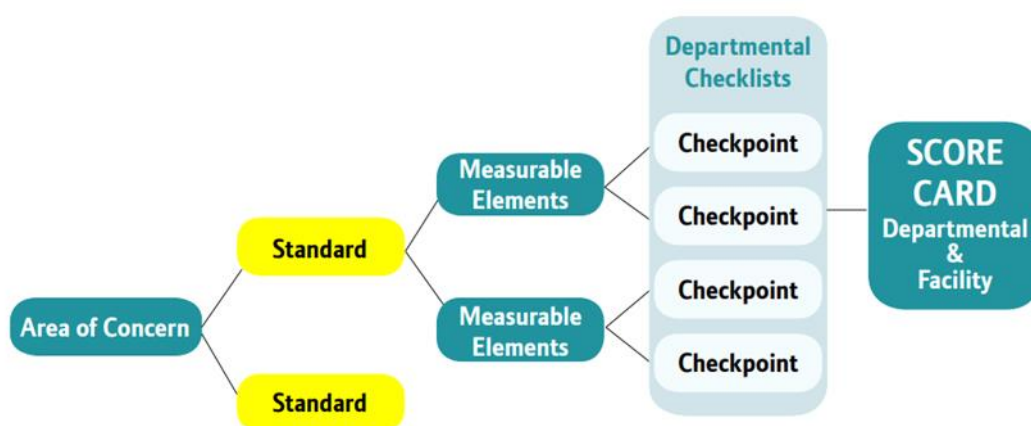 Area of Concern
Standard
Standard
Measurable
Elements
Measurable
Elements
Departmental
Checklists
Checkpoint
Checkpoint
Checkpoint
Checkpoint
SCORE
CARD
Departmental
&
Facility